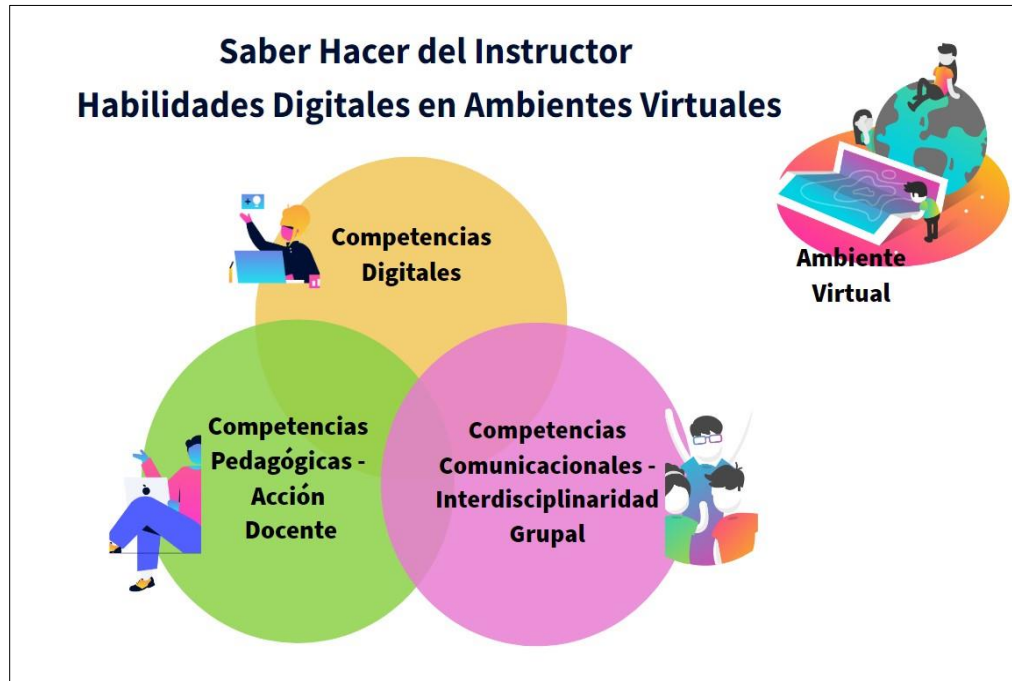 Saber Hacer del Instructor
Habilidades Digitales en Ambientes Virtuales
Competencias
Digitales
Ambiente
Virtual
Competencias
Pedagógicas -
Acción
Docente
Competencias
Comunicacionales -
Interdisciplinaridad
Grupal